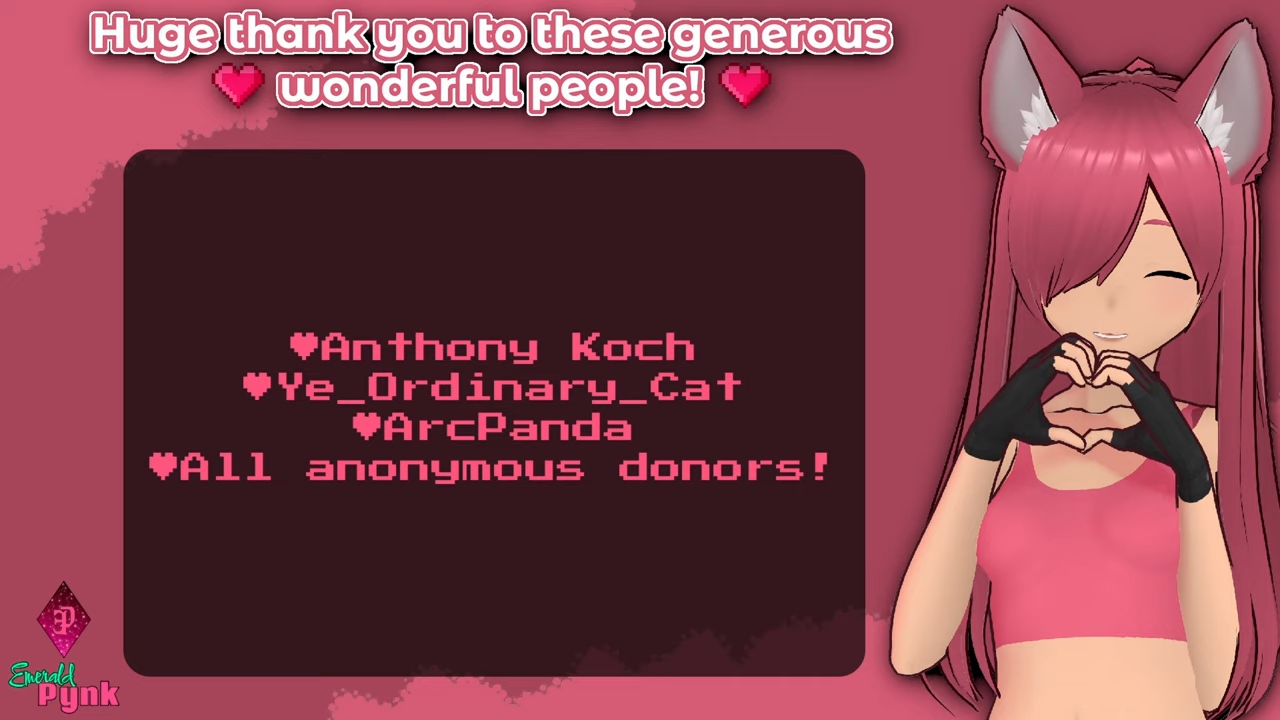 Huge thank you to these generous
wonderful people!
♥Anthony Koch
♥Ye_Ordinary_Cat
♥ArcPanda
♥All anonymous donors!
P
Emerald
Pynk